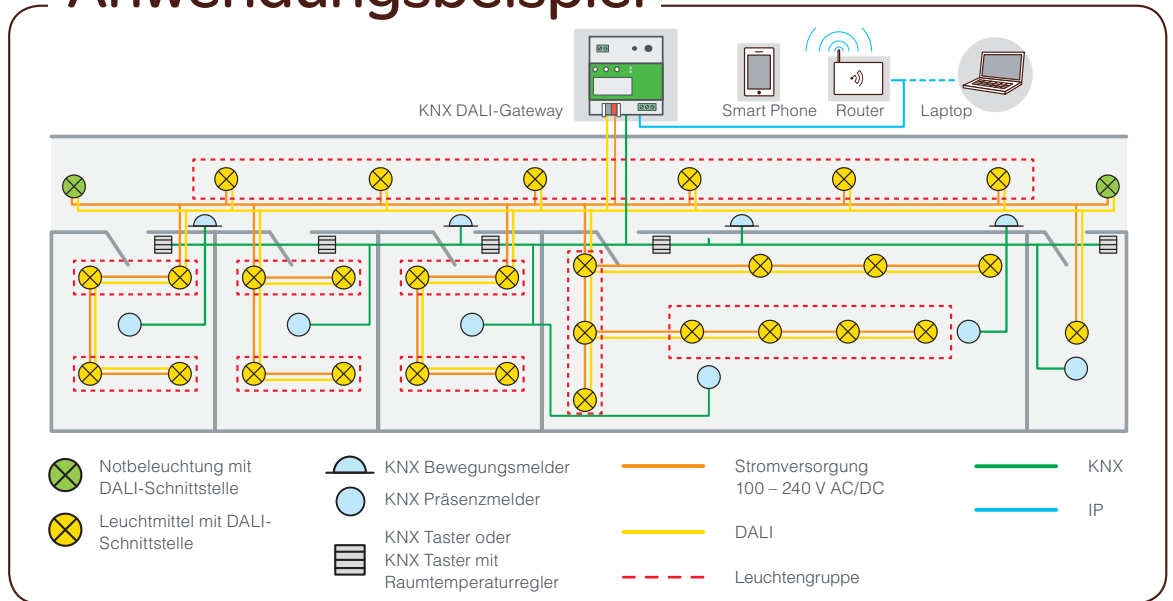 Anwendungsbeispiel
KNX DALI-Gateway
Smart Phone
Router
Laptop
Notbeleuchtung mit
DALI-Schnittstelle
Leuchtmittel mit DALI-
Schnittstelle
KNX Bewegungsmelder
KNX Präsenzmelder
KNX Taster oder
KNX Taster mit
Raumtemperaturregler
Stromversorgung
100 – 240 V AC/DC
DALI
Leuchtengruppe
KNX
IP